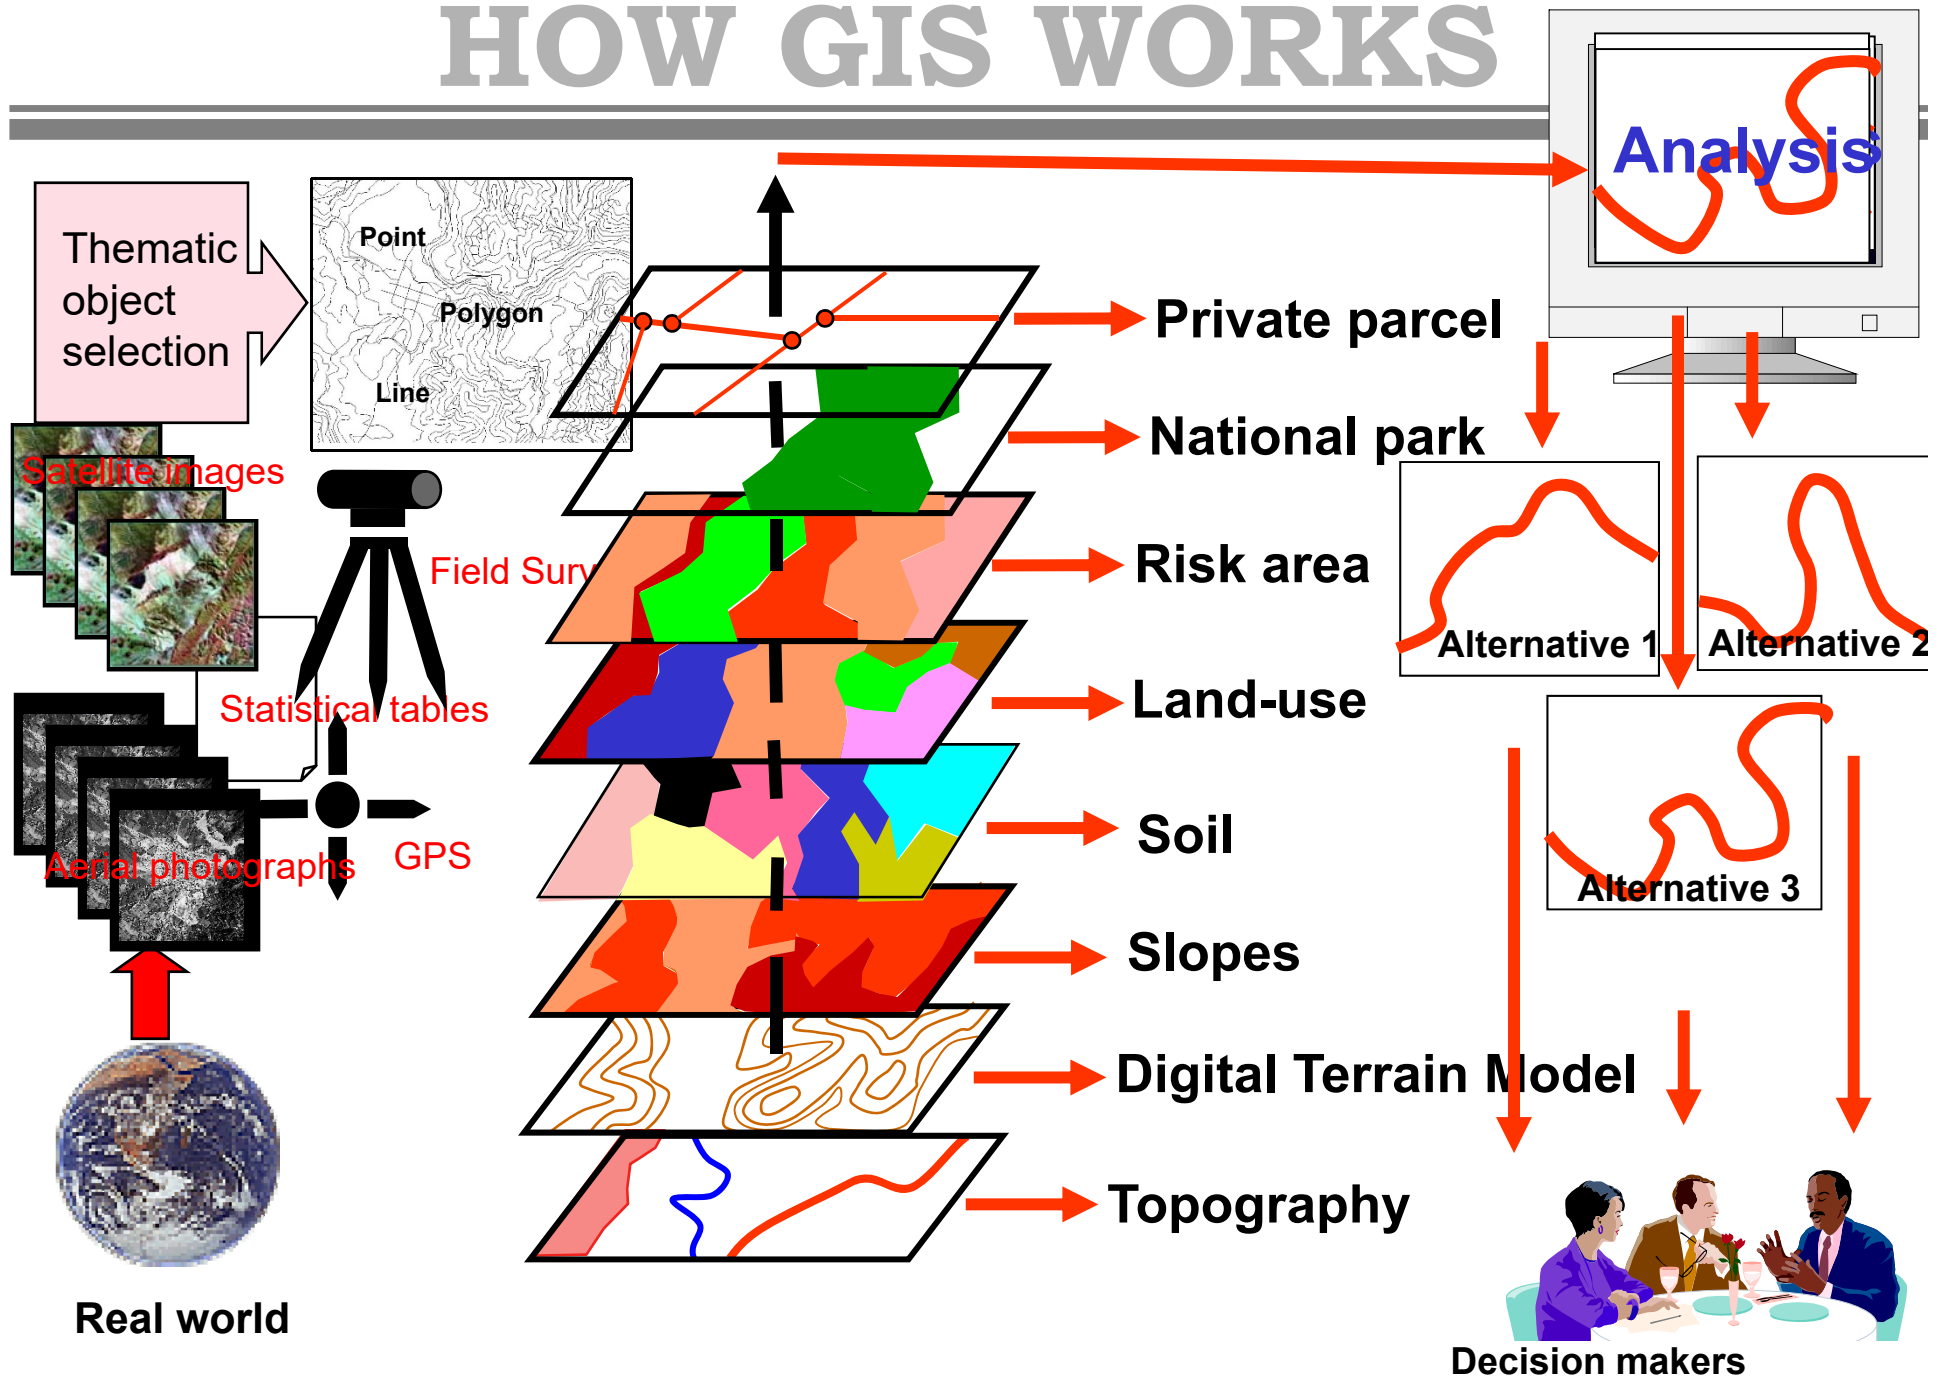 HOW GIS WORKS
Analysis
Thematic
object
selection
Point
Polygon
Line
Private parcel
National park
Satellite images
Field Surv
Risk area
Alternative 1
Alternative 2
Statistical tables
Land-use
Soil
Aerial photographs
GPS
Alternative 3
Slopes
Digital Terrain Model
Topography
Real world
Decision makers